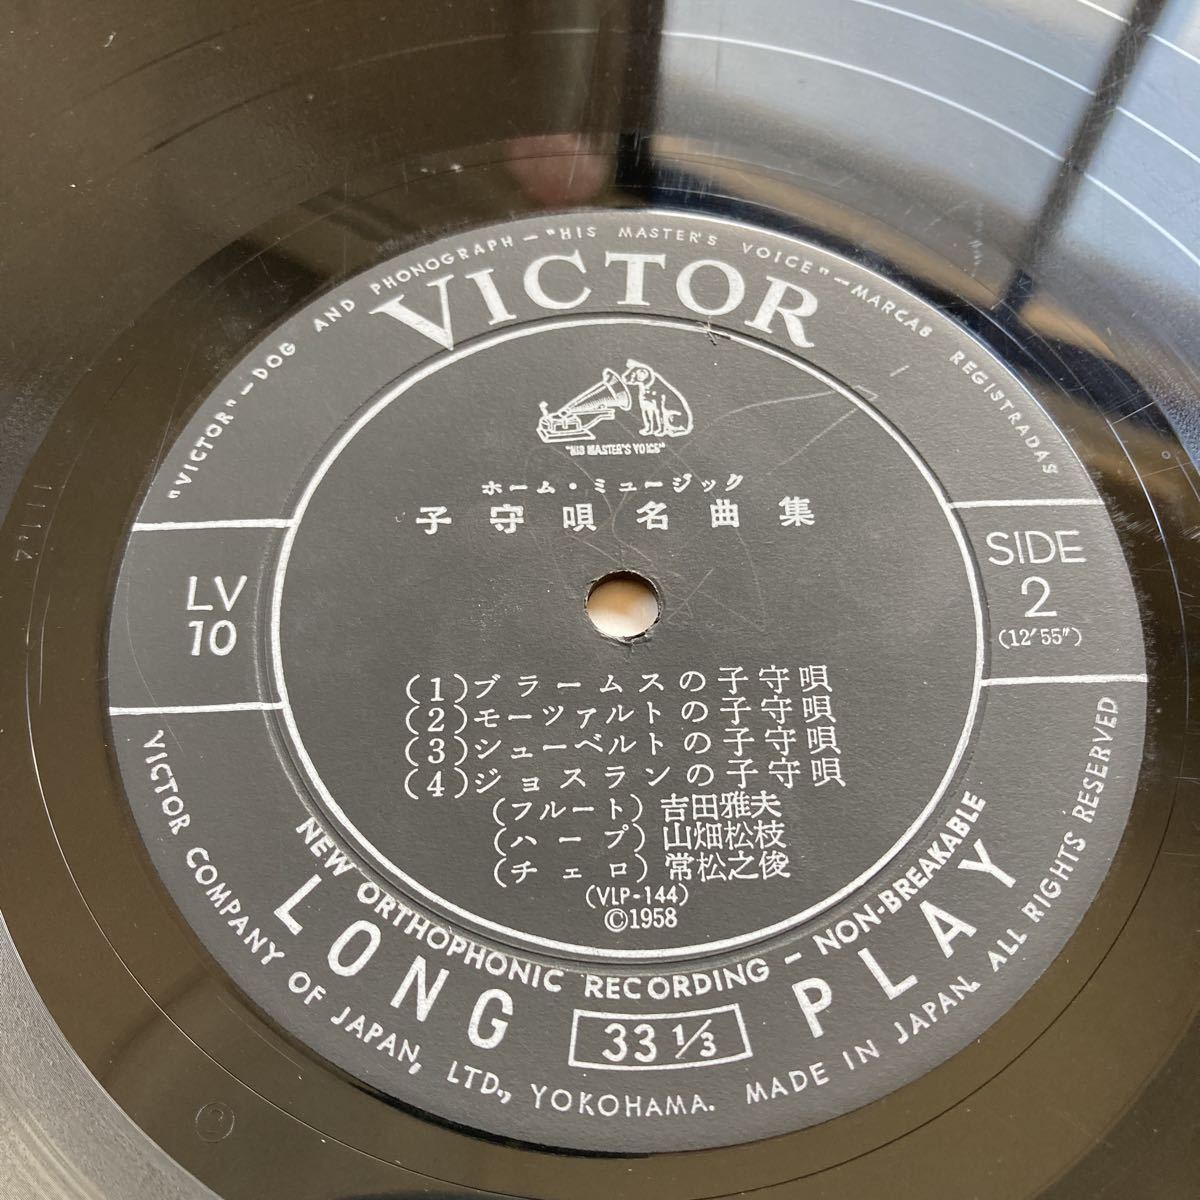 "VICTOR"—DOG AND PHONOGRAPH—"HIS MASTER'S VOICE"—MARCAS REGISTRADAS
VICTOR
"HIS MASTER'S VOICE"
ホーム・ミュージック
子守唄名曲集
LV
10
SIDE
2
(12′55″)
(1)ブラームスの子守唄
(2)モーツァルトの子守唄
(3)シューベルトの子守唄
(4)ジョスランの子守唄
(フルート)吉田雅夫
(ハープ)山畑松枝
(チェロ)常松之俊
(VLP-144)
©1958
NEW ORTHOPHONIC RECORDING — NON-BREAKABLE
LONG 33 1/3 PLAY
VICTOR COMPANY OF JAPAN, LTD., YOKOHAMA. MADE IN JAPAN. ALL RIGHTS RESERVED